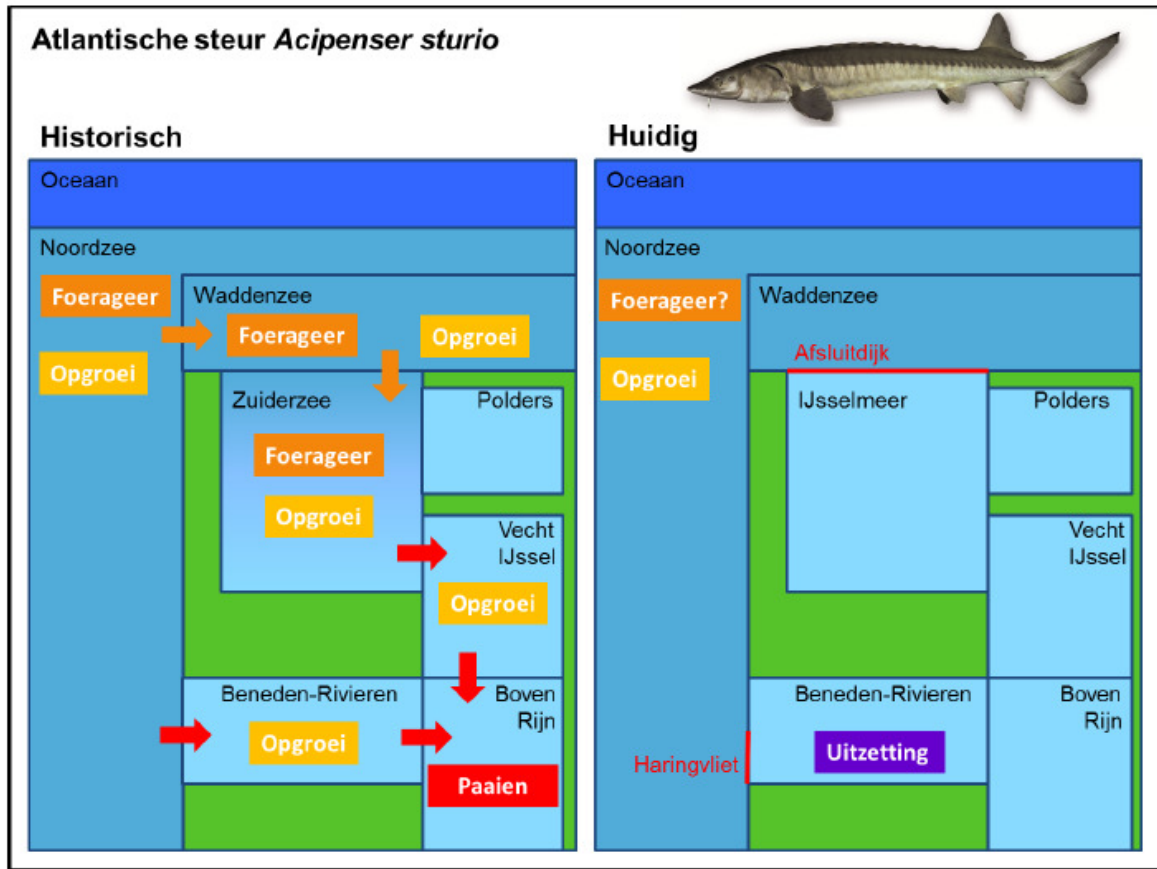 Atlantische steur Acipenser sturio
Historisch
Oceaan
Noordzee
Foerageer
Waddenzee
Foerageer
Opgroei
Opgroei
Zuiderzee
Polders
Foerageer
Opgroei
Vecht
IJssel
Opgroei
Beneden-Rivieren
Boven
Rijn
Opgroei
Paaien
Huidig
Oceaan
Noordzee
Foerageer?
Waddenzee
Afsluitdijk
Opgroei
IJsselmeer
Polders
Vecht
IJssel
Beneden-Rivieren
Boven
Rijn
Uitzetting
Haringvliet